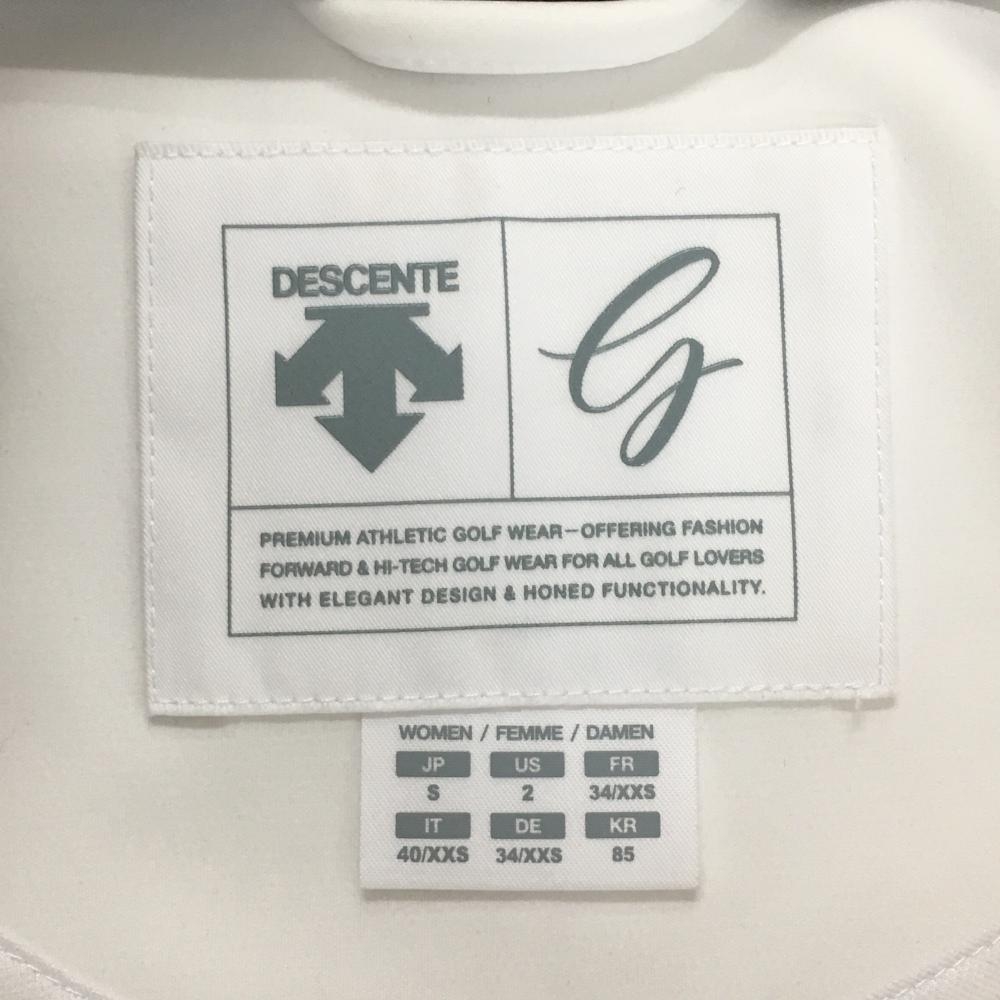 DESCENTE
G
PREMIUM ATHLETIC GOLF WEAR—OFFERING FASHION
FORWARD & HI-TECH GOLF WEAR FOR ALL GOLF LOVERS
WITH ELEGANT DESIGN & HONED FUNCTIONALITY.
WOMEN / FEMME / DAMEN
JP US FR
S 2 34/XXS
IT DE KR
40/XXS 34/XXS 85